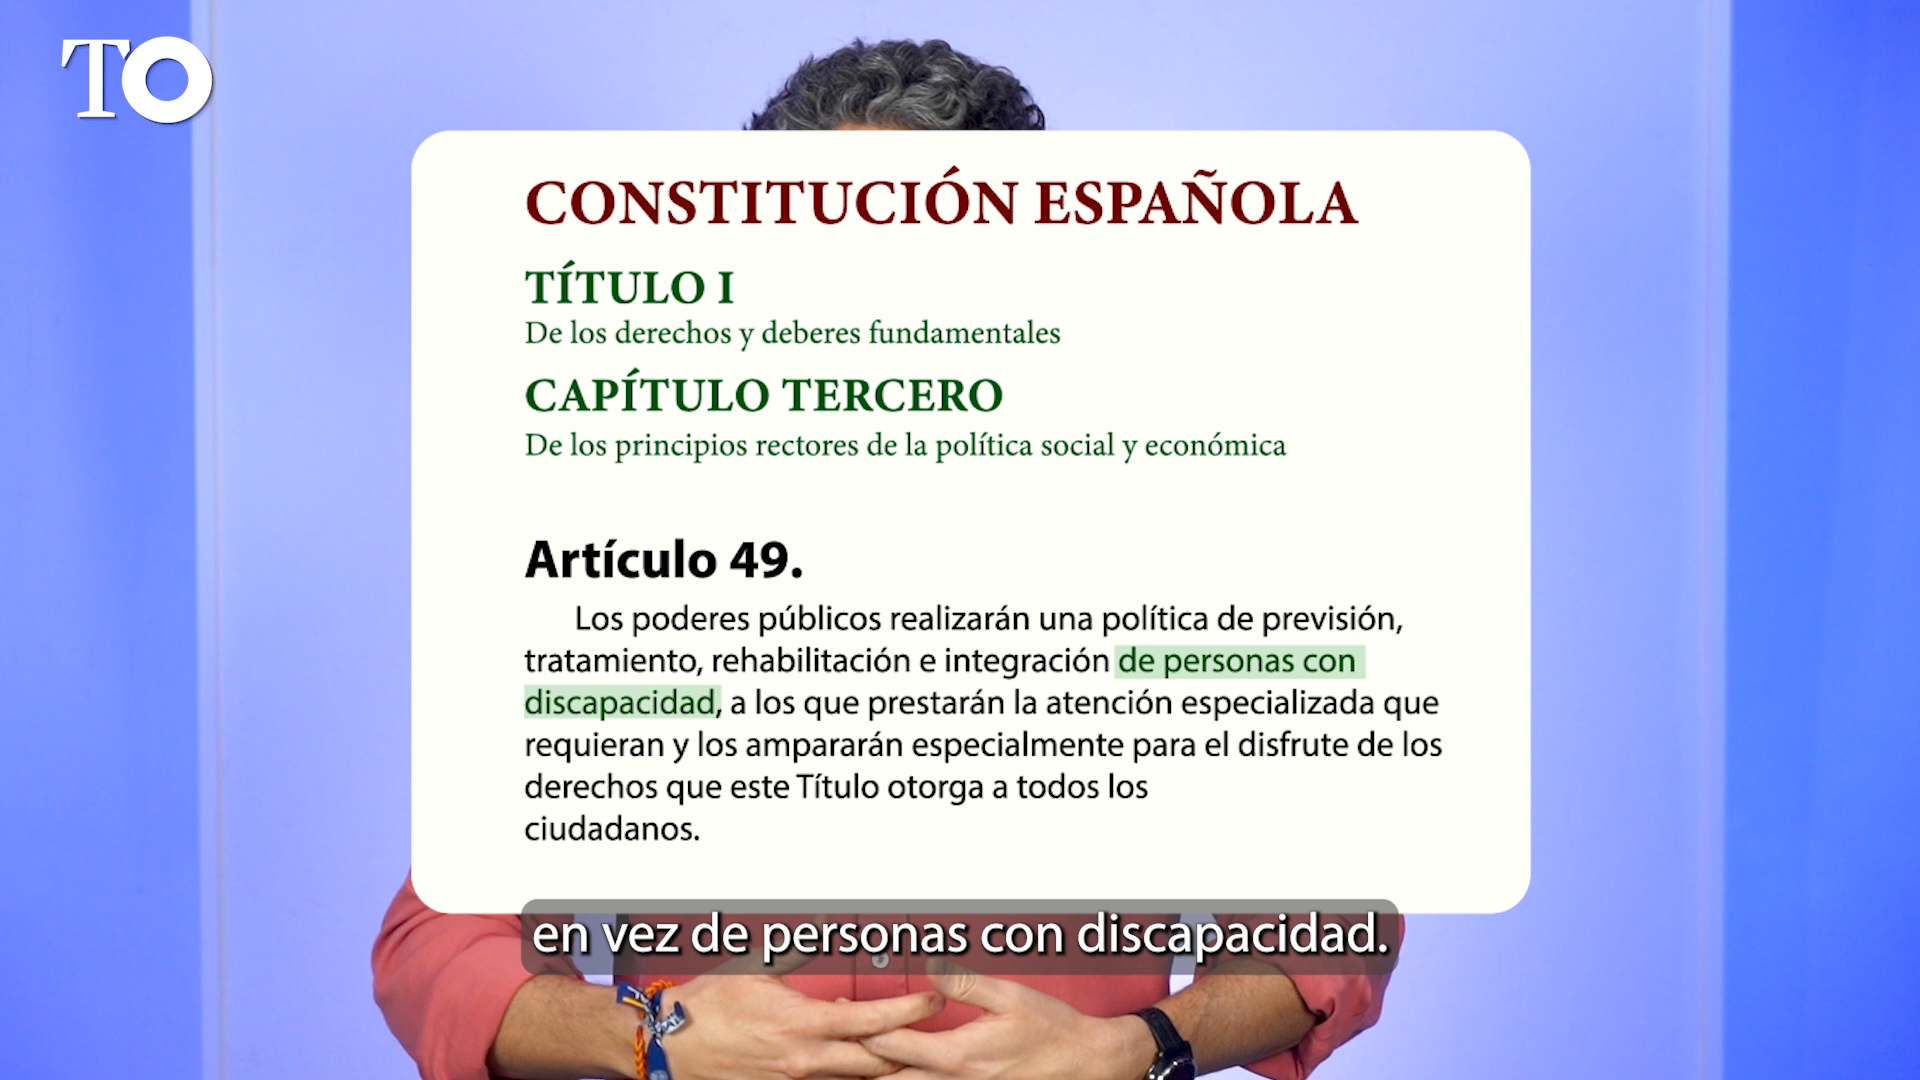 TO
CONSTITUCIÓN ESPAÑOLA
TÍTULO I
De los derechos y deberes fundamentales
CAPÍTULO TERCERO
De los principios rectores de la política social y económica
Artículo 49.
Los poderes públicos realizarán una política de previsión,
tratamiento, rehabilitación e integración de personas con
discapacidad, a los que prestarán la atención especializada que
requieran y los ampararán especialmente para el disfrute de los
derechos que este Título otorga a todos los
ciudadanos.
en vez de personas con discapacidad.